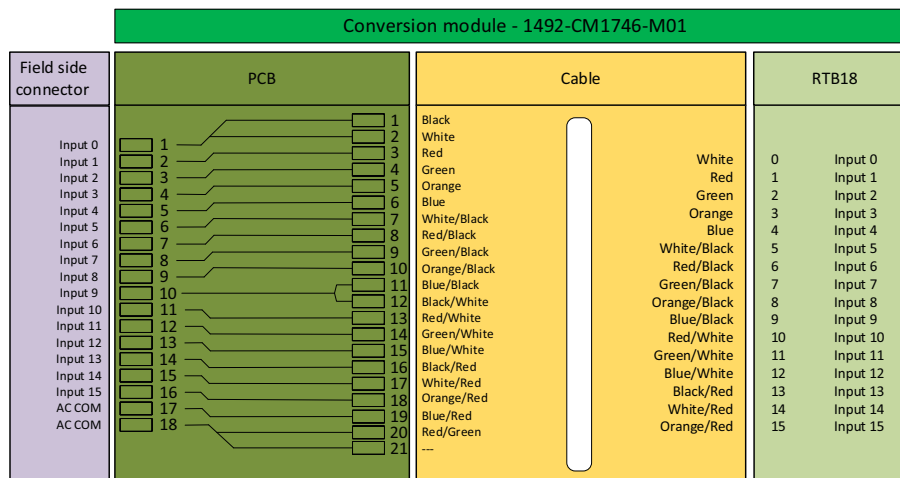 Conversion module - 1492-CM1746-M01
Field side
connector
PCB
Cable
RTB18
Input 0
Input 1
Input 2
Input 3
Input 4
Input 5
Input 6
Input 7
Input 8
Input 9
Input 10
Input 11
Input 12
Input 13
Input 14
Input 15
AC COM
AC COM
1
2
3
4
5
6
7
8
9
10
11
12
13
14
15
16
17
18
1
2
3
4
5
6
7
8
9
10
11
12
13
14
15
16
17
18
19
20
21
Black
White
Red
Green
Orange
Blue
White/Black
Red/Black
Green/Black
Orange/Black
Blue/Black
Black/White
Red/White
Green/White
Blue/White
Black/Red
White/Red
Orange/Red
Blue/Red
Red/Green
---
White 0 Input 0
Red 1 Input 1
Green 2 Input 2
Orange 3 Input 3
Blue 4 Input 4
White/Black 5 Input 5
Red/Black 6 Input 6
Green/Black 7 Input 7
Orange/Black 8 Input 8
Blue/Black 9 Input 9
Red/White 10 Input 10
Green/White 11 Input 11
Blue/White 12 Input 12
Black/Red 13 Input 13
White/Red 14 Input 14
Orange/Red 15 Input 15